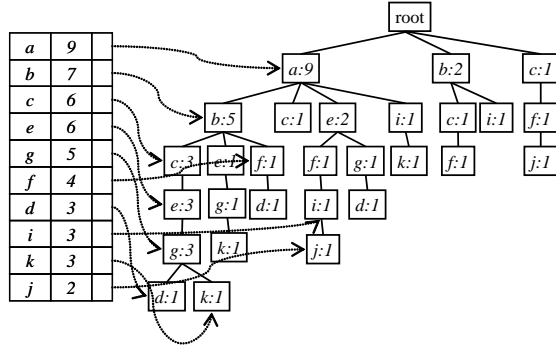 root
a 9
b 7
c 6
e 6
g 5
f 4
d 3
i 3
k 3
j 2
a:9 b:2 c:1
b:5 c:1 e:2 i:1 c:1 i:1 f:1
c:3 e:1 f:1 f:1 g:1 k:1 f:1 j:1
e:3 g:1 d:1 i:1 d:1
g:3 k:1 j:1
d:1 k:1